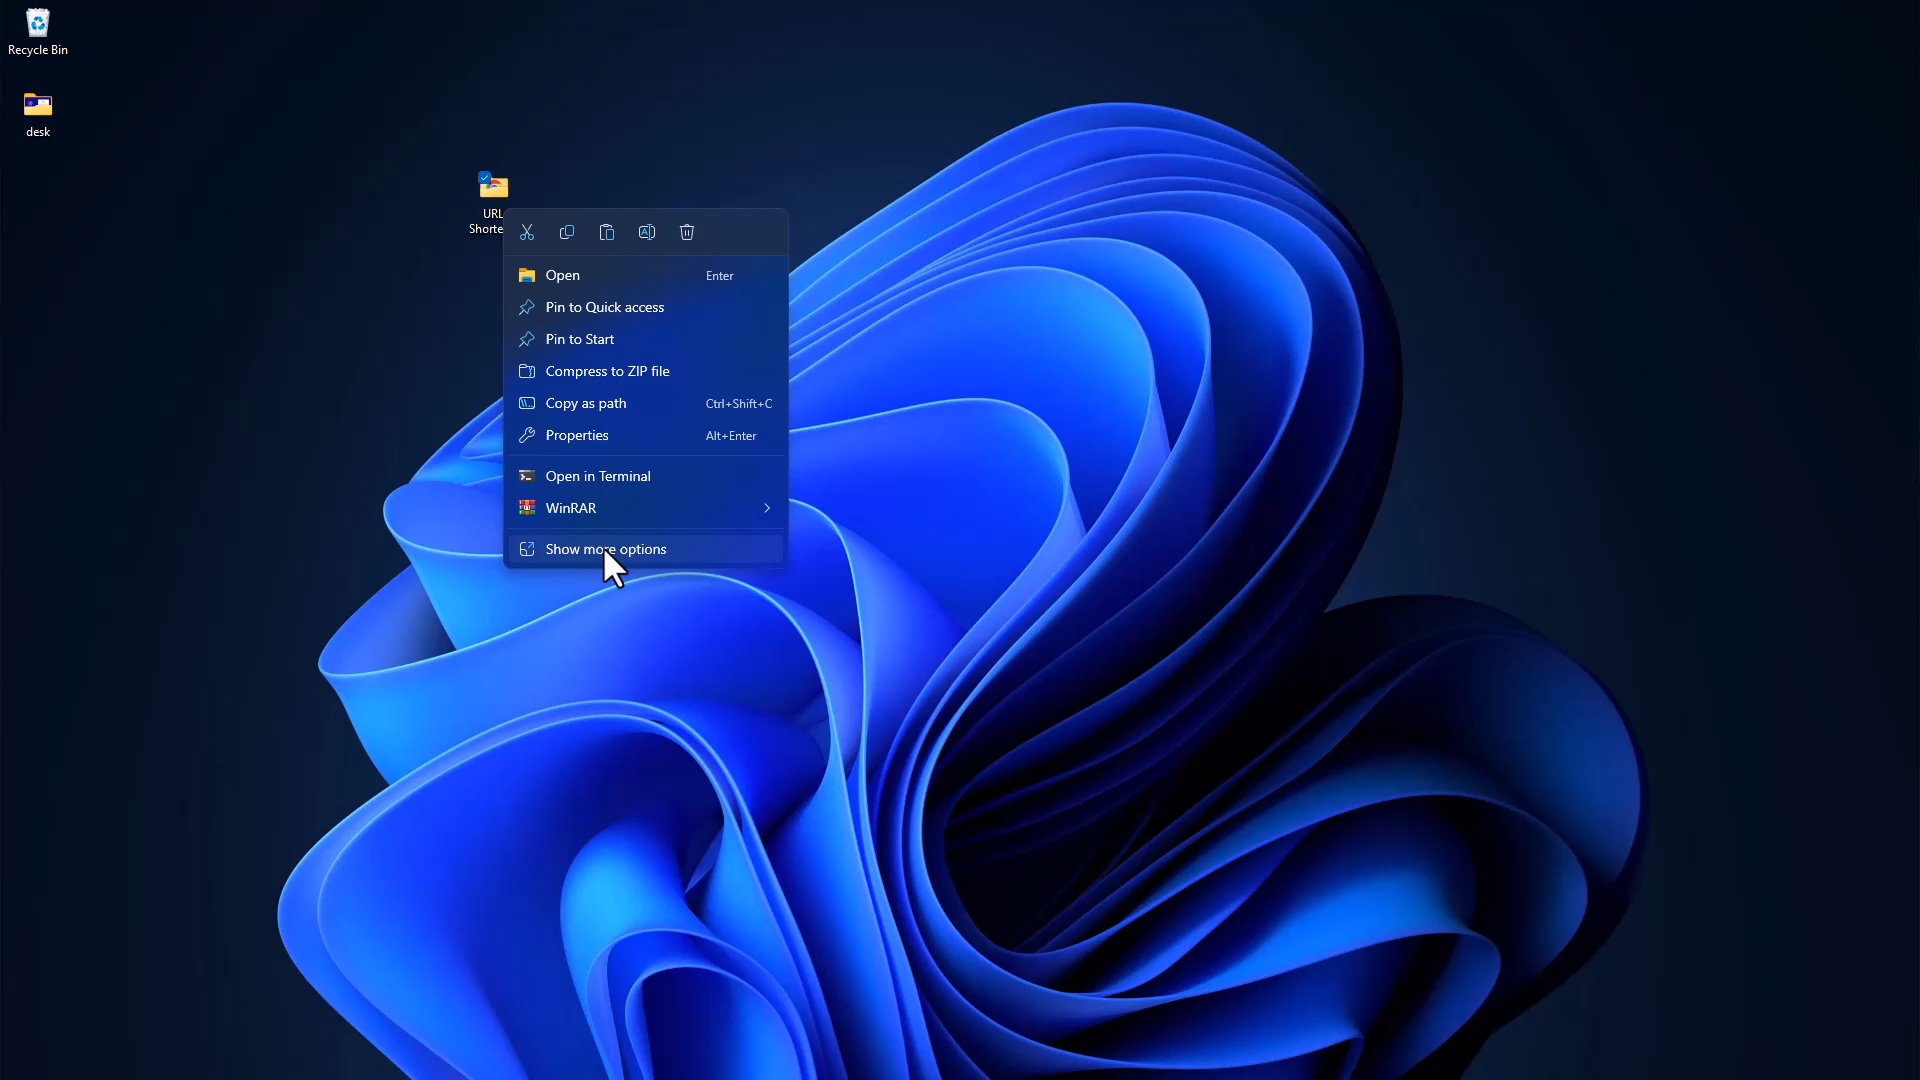 Recycle Bin
desk
URL
Shorte
Open Enter
Pin to Quick access
Pin to Start
Compress to ZIP file
Copy as path Ctrl+Shift+C
Properties Alt+Enter
Open in Terminal
WinRAR
Show more options